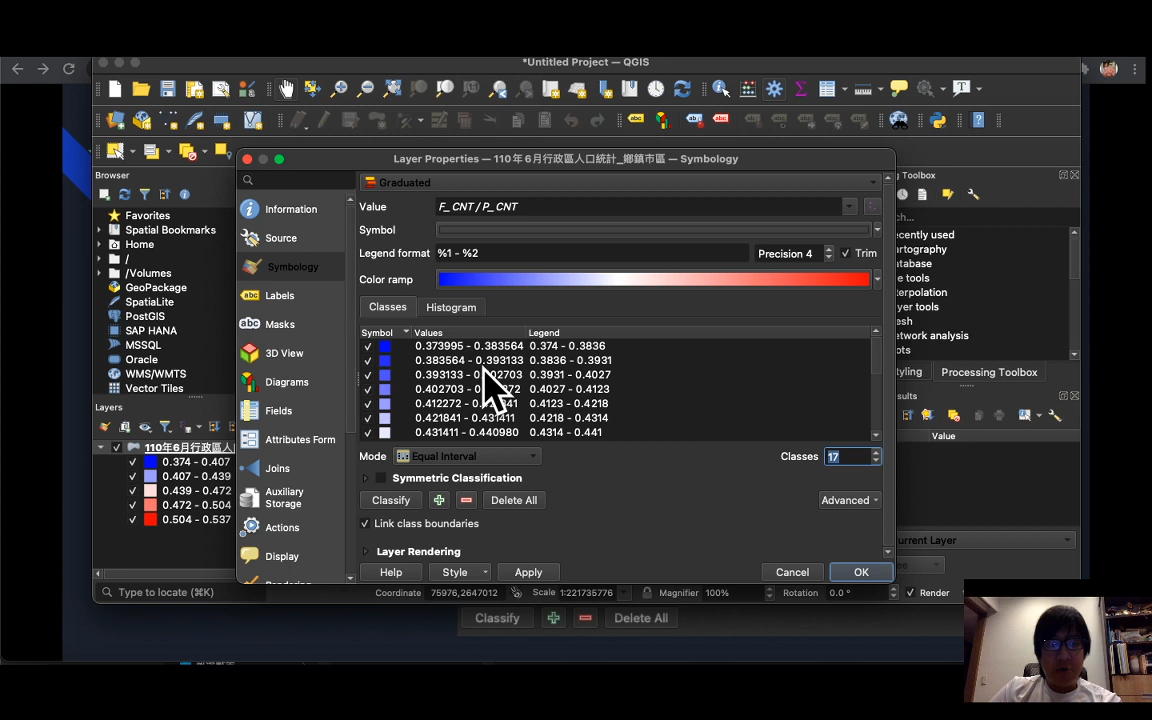 *Untitled Project — QGIS
Layer Properties — 110年6月行政區人口統計_鄉鎮市區 — Symbology
Browser
Favorites
Spatial Bookmarks
Home
/
/Volumes
GeoPackage
SpatiaLite
PostGIS
SAP HANA
MSSQL
Oracle
WMS/WMTS
Vector Tiles
Layers
110年6月行政區人
0.374 - 0.407
0.407 - 0.439
0.439 - 0.472
0.472 - 0.504
0.504 - 0.537
Information
Source
Symbology
Labels
Masks
3D View
Diagrams
Fields
Attributes Form
Joins
Auxiliary
Storage
Actions
Display
Graduated
Value F_CNT / P_CNT
Symbol
Legend format %1 - %2 Precision 4 Trim
Color ramp
Classes Histogram
Symbol Values Legend
0.373995 - 0.383564 0.374 - 0.3836
0.383564 - 0.393133 0.3836 - 0.3931
0.393133 - 0.402703 0.3931 - 0.4027
0.402703 - 0.4027 - 0.4123
0.412272 - 0.4123 - 0.4218
0.421841 - 0.431411 0.4218 - 0.4314
0.431411 - 0.440980 0.4314 - 0.441
Mode Equal Interval Classes 17
Symmetric Classification
Classify Delete All Advanced
Link class boundaries
Layer Rendering
Help Style Apply Cancel OK
ng Toolbox
ch...
ecently used
artography
atabase
e tools
terpolation
yer tools
esh
etwork analysis
ots
tyling Processing Toolbox
sults
Value
urrent Layer
Type to locate (⌘K) Coordinate 75976,2647012 Scale 1:221735776 Magnifier 100% Rotation 0.0 ° Render
Classify Delete All